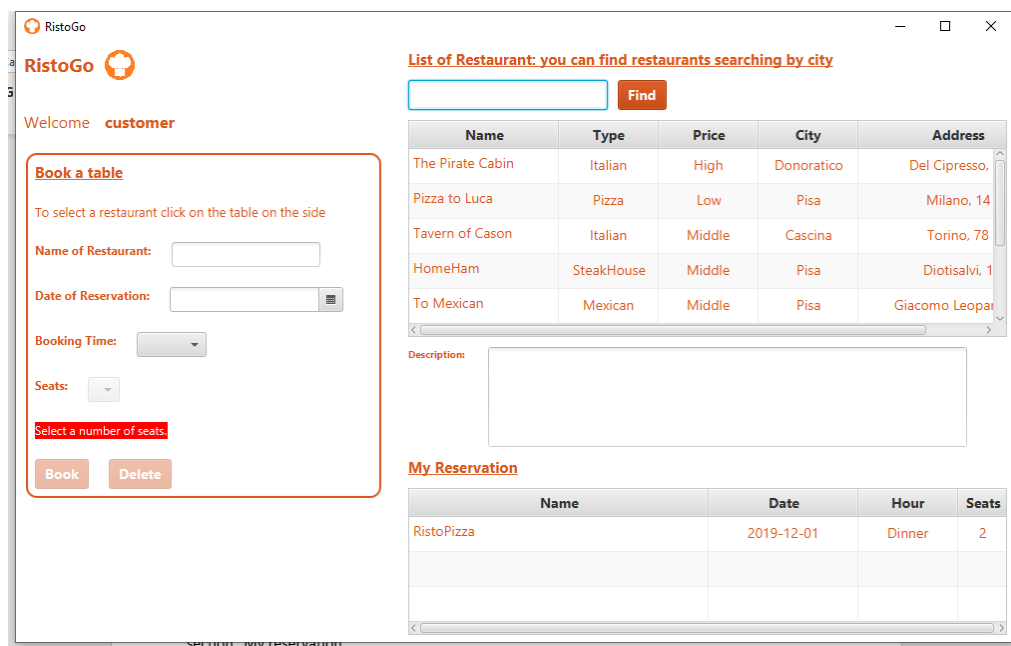 RistoGo
RistoGo
Welcome customer
Book a table
To select a restaurant click on the table on the side
Name of Restaurant:
Date of Reservation:
Booking Time:
Seats:
Select a number of seats.
Book Delete
List of Restaurant: you can find restaurants searching by city
Find
Name Type Price City Address
The Pirate Cabin Italian High Donoratico Del Cipresso,
Pizza to Luca Pizza Low Pisa Milano, 14
Tavern of Cason Italian Middle Cascina Torino, 78
HomeHam SteakHouse Middle Pisa Diotisalvi, 1
To Mexican Mexican Middle Pisa Giacomo Leopar
Description:
My Reservation
Name Date Hour Seats
RistoPizza 2019-12-01 Dinner 2